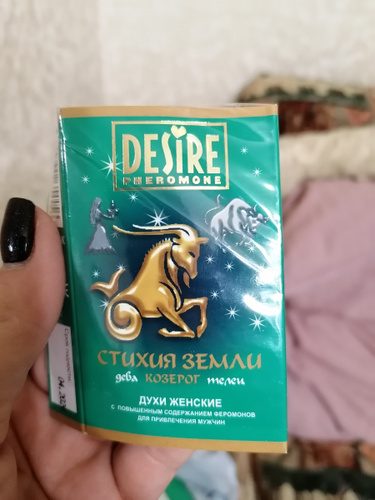 DESIRE
PHEROMONE
СТИХИЯ ЗЕМЛИ
дева КОЗЕРОГ телец
ДУХИ ЖЕНСКИЕ
С ПОВЫШЕННЫМ СОДЕРЖАНИЕМ ФЕРОМОНОВ
ДЛЯ ПРИВЛЕЧЕНИЯ МУЖЧИН